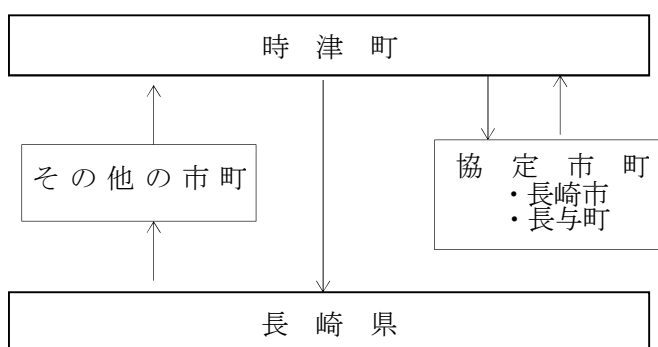 時津町
その他の市町
協定市町
・長崎市
・長与町
長崎県